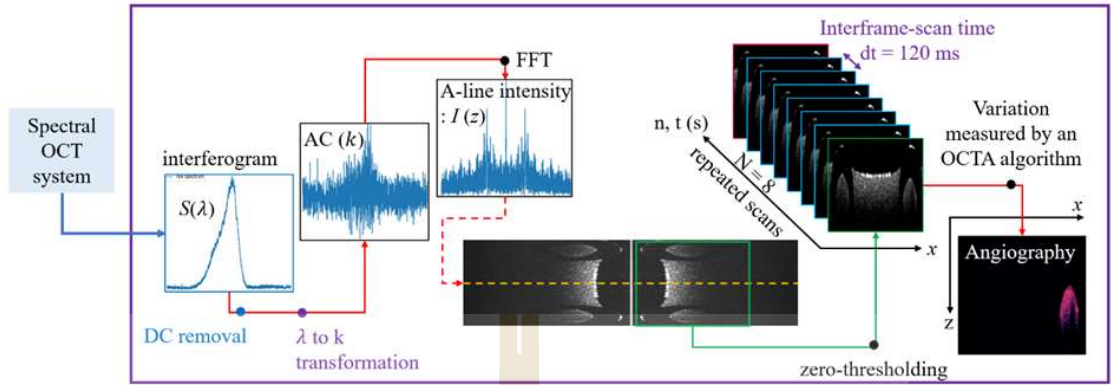 Spectral
OCT
system
interferogram
S(λ)
DC removal
λ to k
transformation
AC (k)
FFT
A-line intensity
: I (z)
n, t (s)
N = 8
repeated scans
x
Interframe-scan time
dt = 120 ms
zero-thresholding
Variation
measured by an
OCTA algorithm
x
Angiography
z